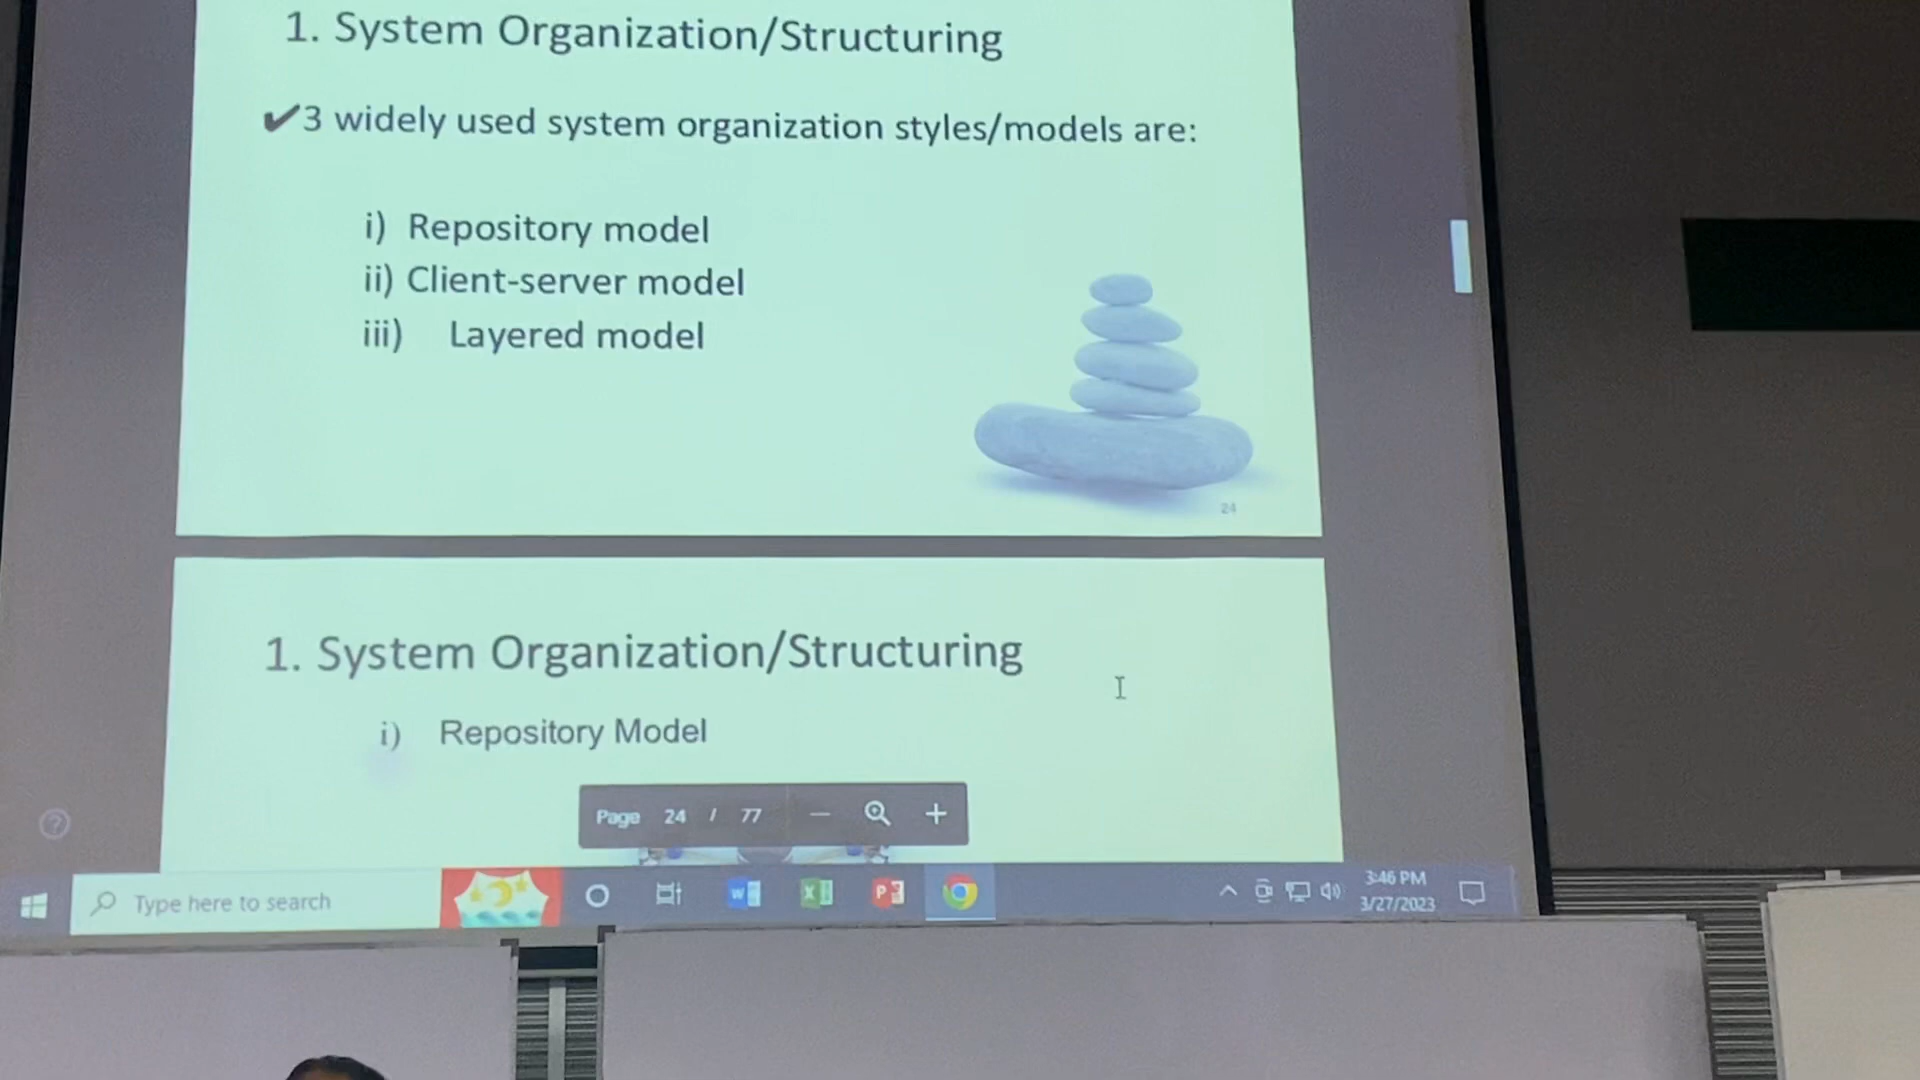 1. System Organization/Structuring
✔3 widely used system organization styles/models are:
i) Repository model
ii) Client-server model
iii) Layered model
24
1. System Organization/Structuring
i) Repository Model
Page 24 / 77
Type here to search
3:46 PM
3/27/2023